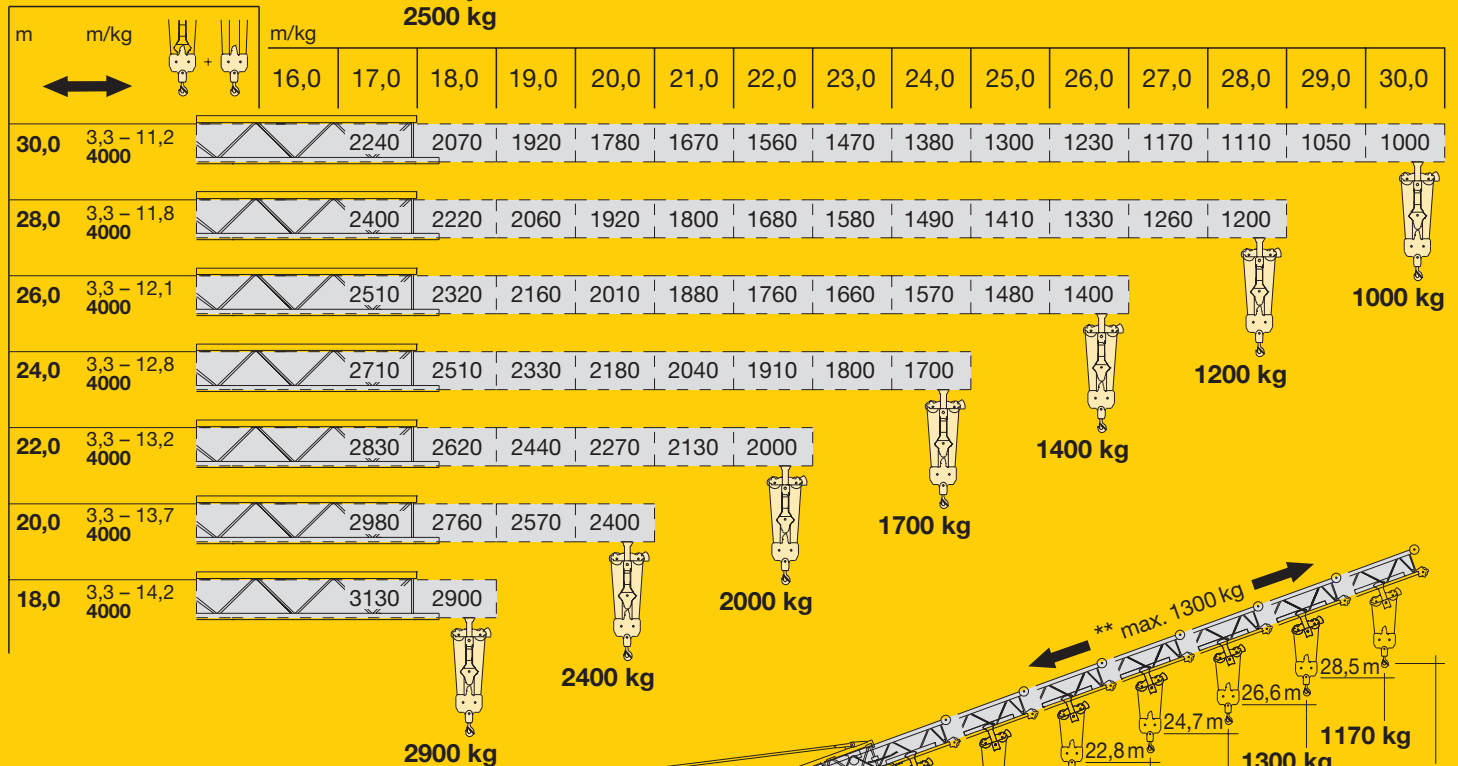 2500 kg
m m/kg + m/kg
16,0 17,0 18,0 19,0 20,0 21,0 22,0 23,0 24,0 25,0 26,0 27,0 28,0 29,0 30,0
30,0 3,3 – 11,2 4000 2240 2070 1920 1780 1670 1560 1470 1380 1300 1230 1170 1110 1050 1000
28,0 3,3 – 11,8 4000 2400 2220 2060 1920 1800 1680 1580 1490 1410 1330 1260 1200
26,0 3,3 – 12,1 4000 2510 2320 2160 2010 1880 1760 1660 1570 1480 1400
1000 kg
24,0 3,3 – 12,8 4000 2710 2510 2330 2180 2040 1910 1800 1700
1200 kg
22,0 3,3 – 13,2 4000 2830 2620 2440 2270 2130 2000
1400 kg
20,0 3,3 – 13,7 4000 2980 2760 2570 2400
1700 kg
18,0 3,3 – 14,2 4000 3130 2900
2000 kg
** max. 1300 kg
2400 kg
28,5 m
26,6 m
24,7 m
1170 kg
22,8 m
2900 kg
1300 kg